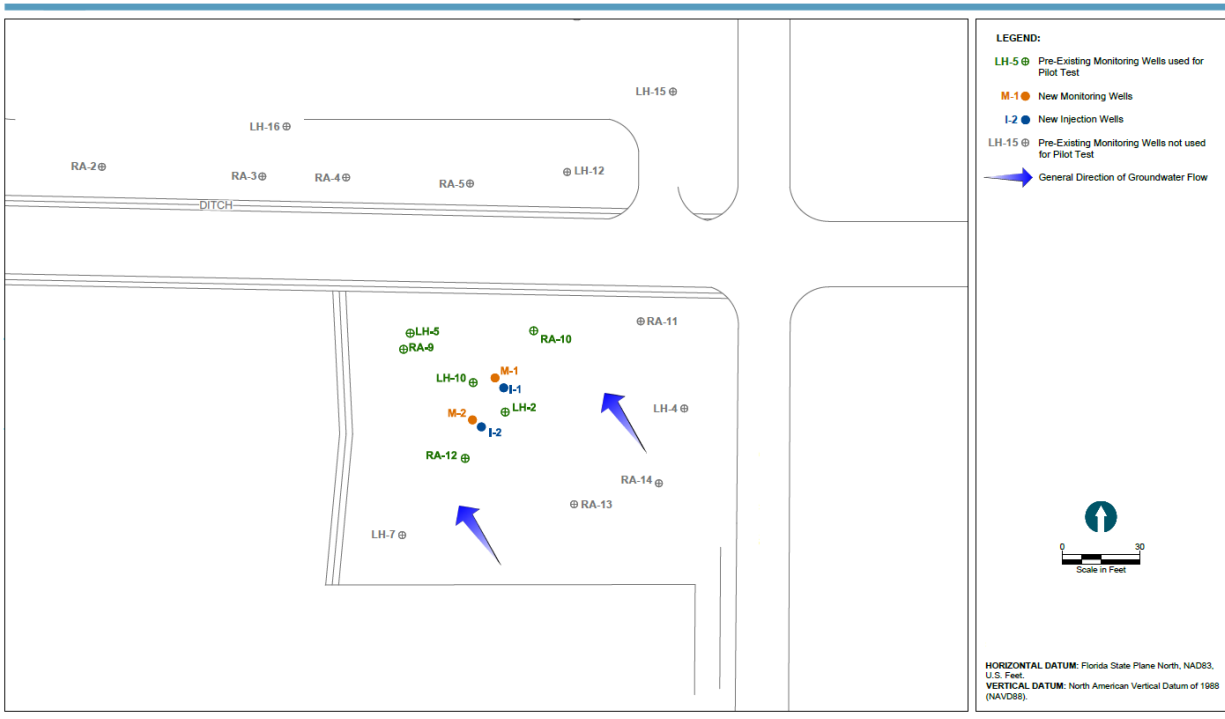 LH-15
LH-16
RA-2
RA-3
RA-4
RA-5
LH-12
DITCH
LH-5
RA-9
RA-10
RA-11
M-1
LH-10
I-1
LH-2
LH-4
M-2
I-2
RA-12
RA-14
RA-13
LH-7
LEGEND:
LH-5 Pre-Existing Monitoring Wells used for
Pilot Test
M-1 New Monitoring Wells
I-2 New Injection Wells
LH-15 Pre-Existing Monitoring Wells not used
for Pilot Test
General Direction of Groundwater Flow
0 30
Scale in Feet
HORIZONTAL DATUM: Florida State Plane North, NAD83,
U.S. Feet.
VERTICAL DATUM: North American Vertical Datum of 1988
(NAVD88).